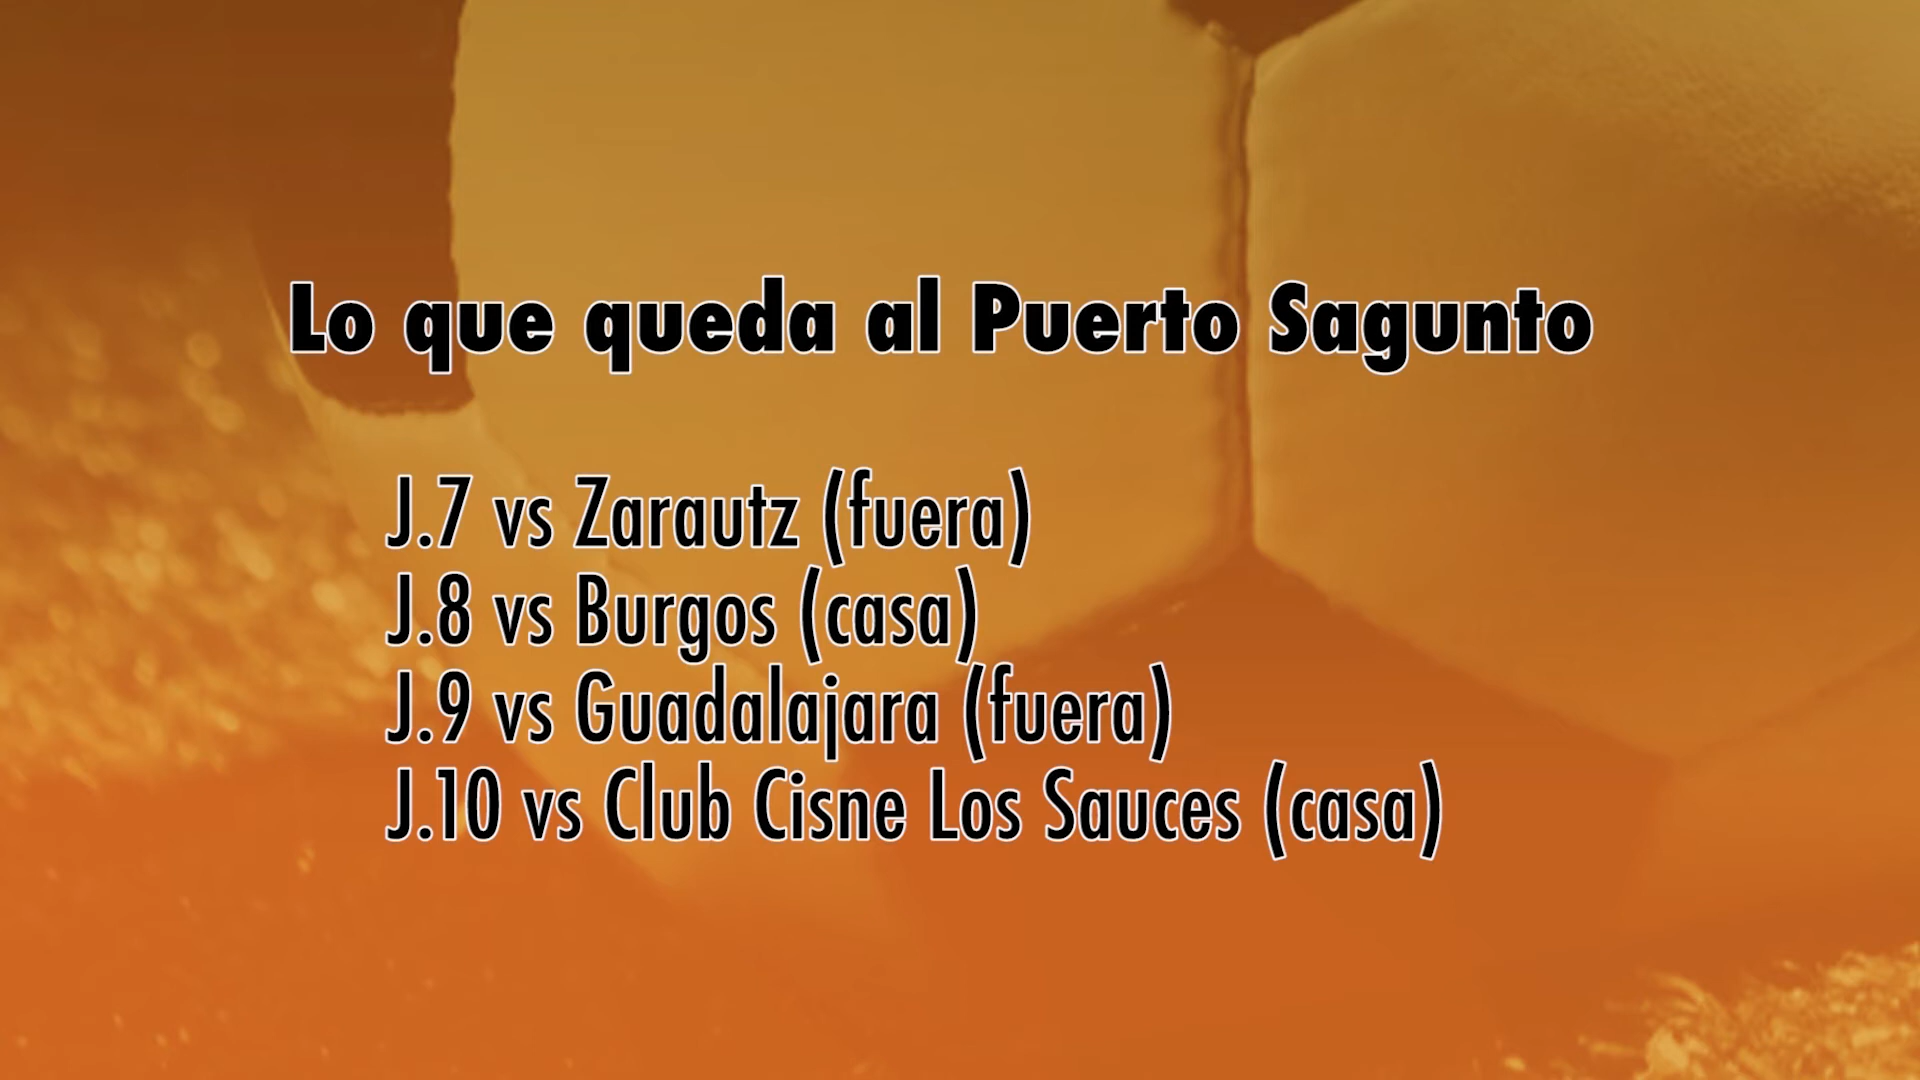 Lo que queda al Puerto Sagunto
J.7 vs Zarautz (fuera)
J.8 vs Burgos (casa)
J.9 vs Guadalajara (fuera)
J.10 vs Club Cisne Los Sauces (casa)